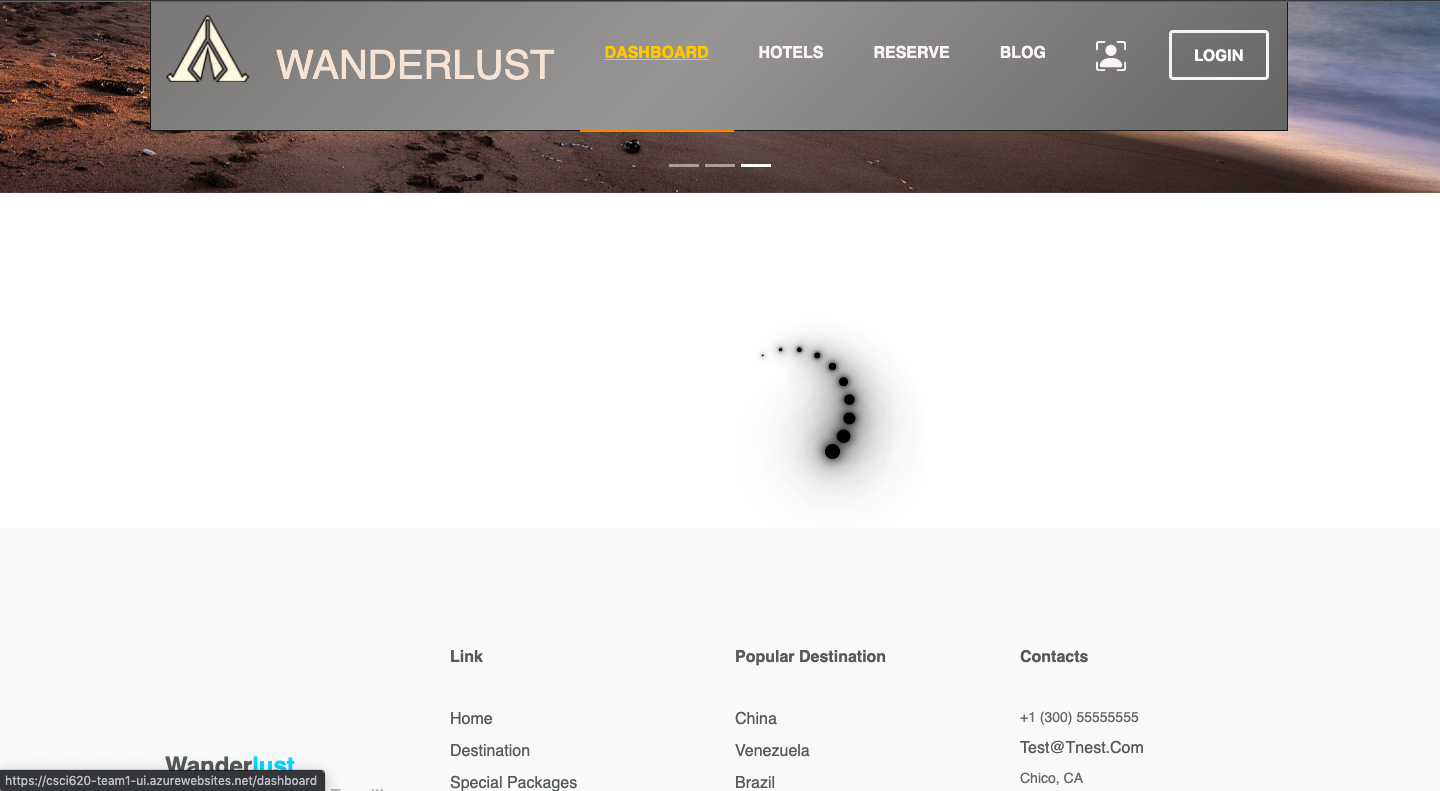 WANDERLUST
DASHBOARD
HOTELS
RESERVE
BLOG
LOGIN
Link
Popular Destination
Contacts
Home
China
+1 (300) 55555555
Destination
Venezuela
Test@Tnest.Com
Wanderlust
Special Packages
Brazil
Chico, CA
https://csci620-team1-ui.azurewebsites.net/dashboard